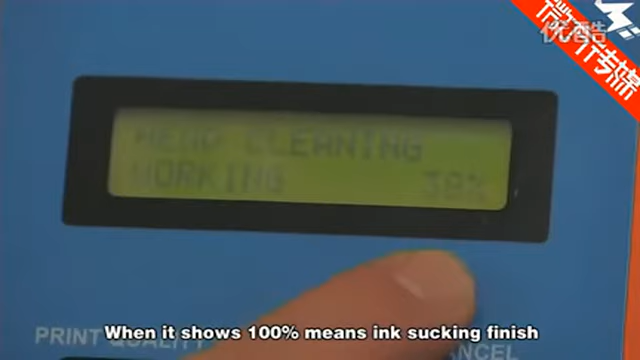 优酷
HEAD CLEANING
WORKING 38%
PRINT QUALITY
When it shows 100% means ink sucking finish